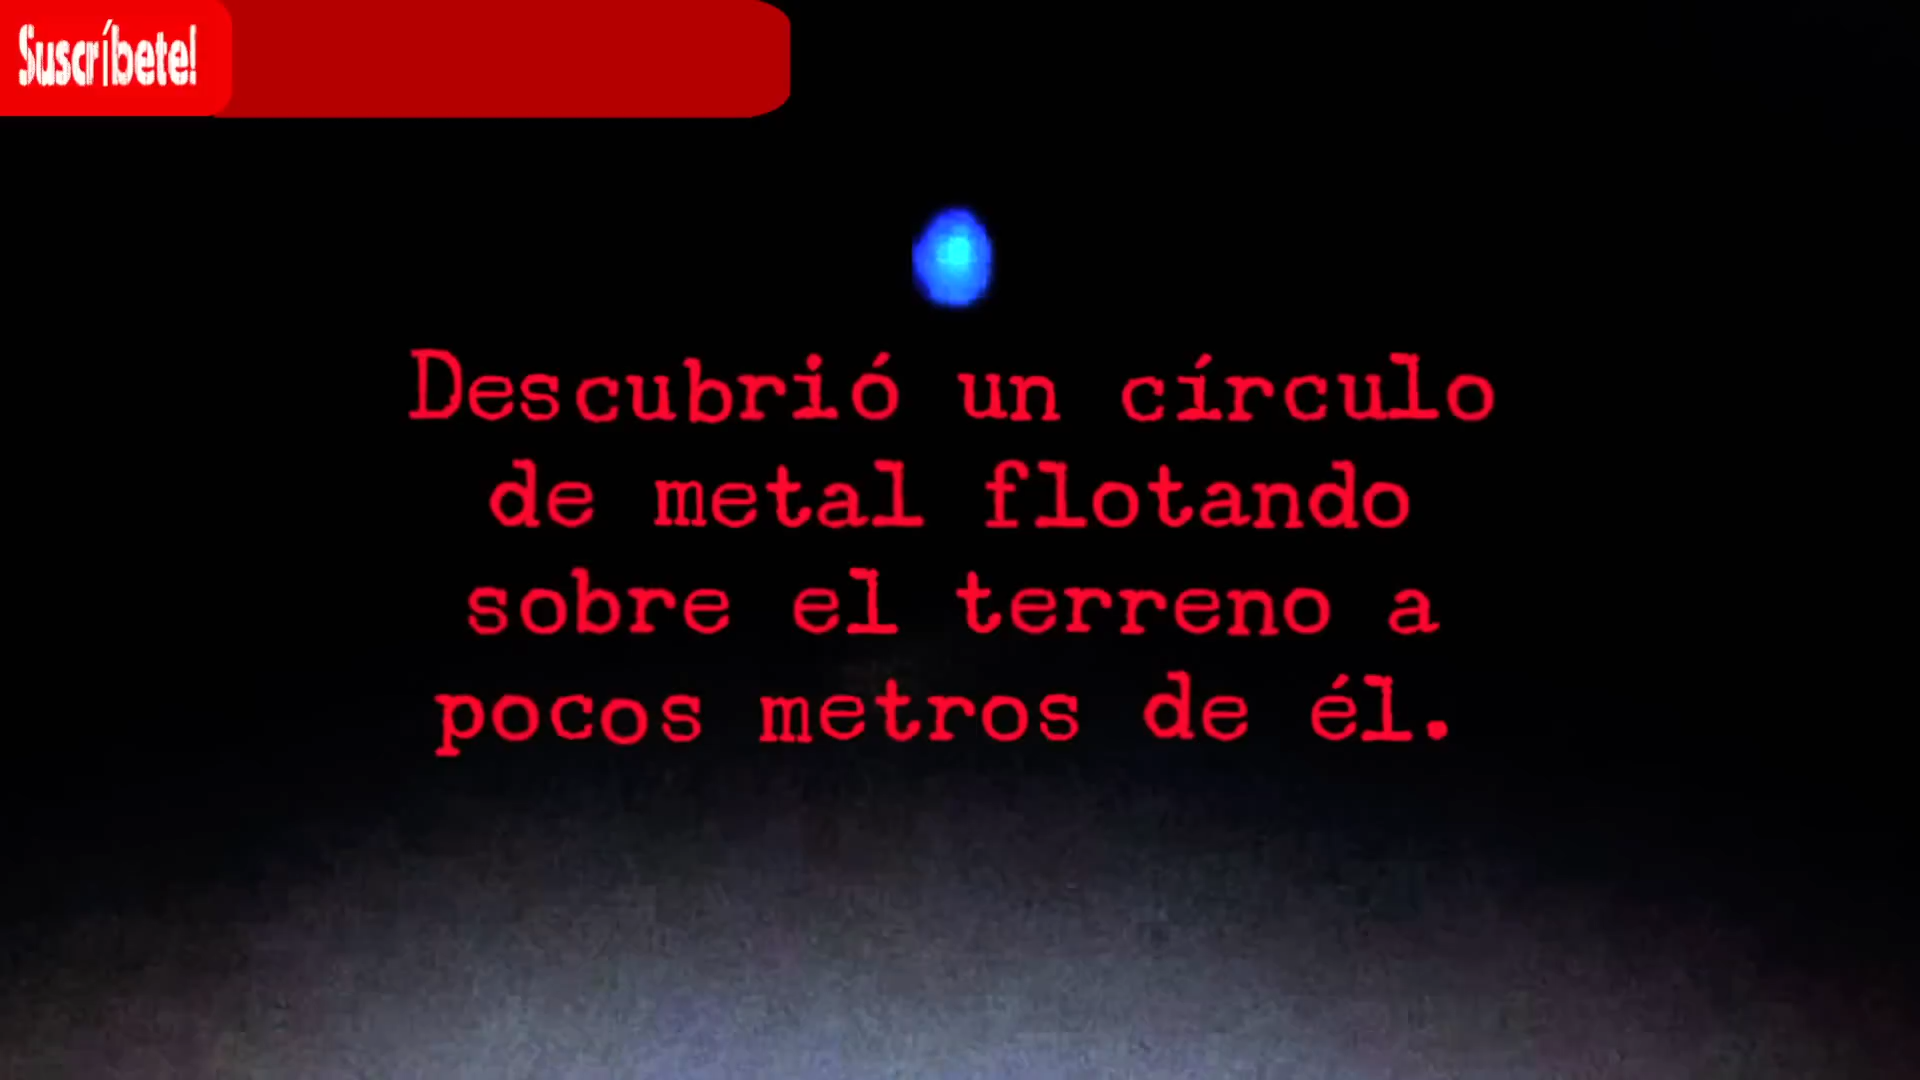 Suscríbete!
Descubrió un círculo
de metal flotando
sobre el terreno a
pocos metros de él.